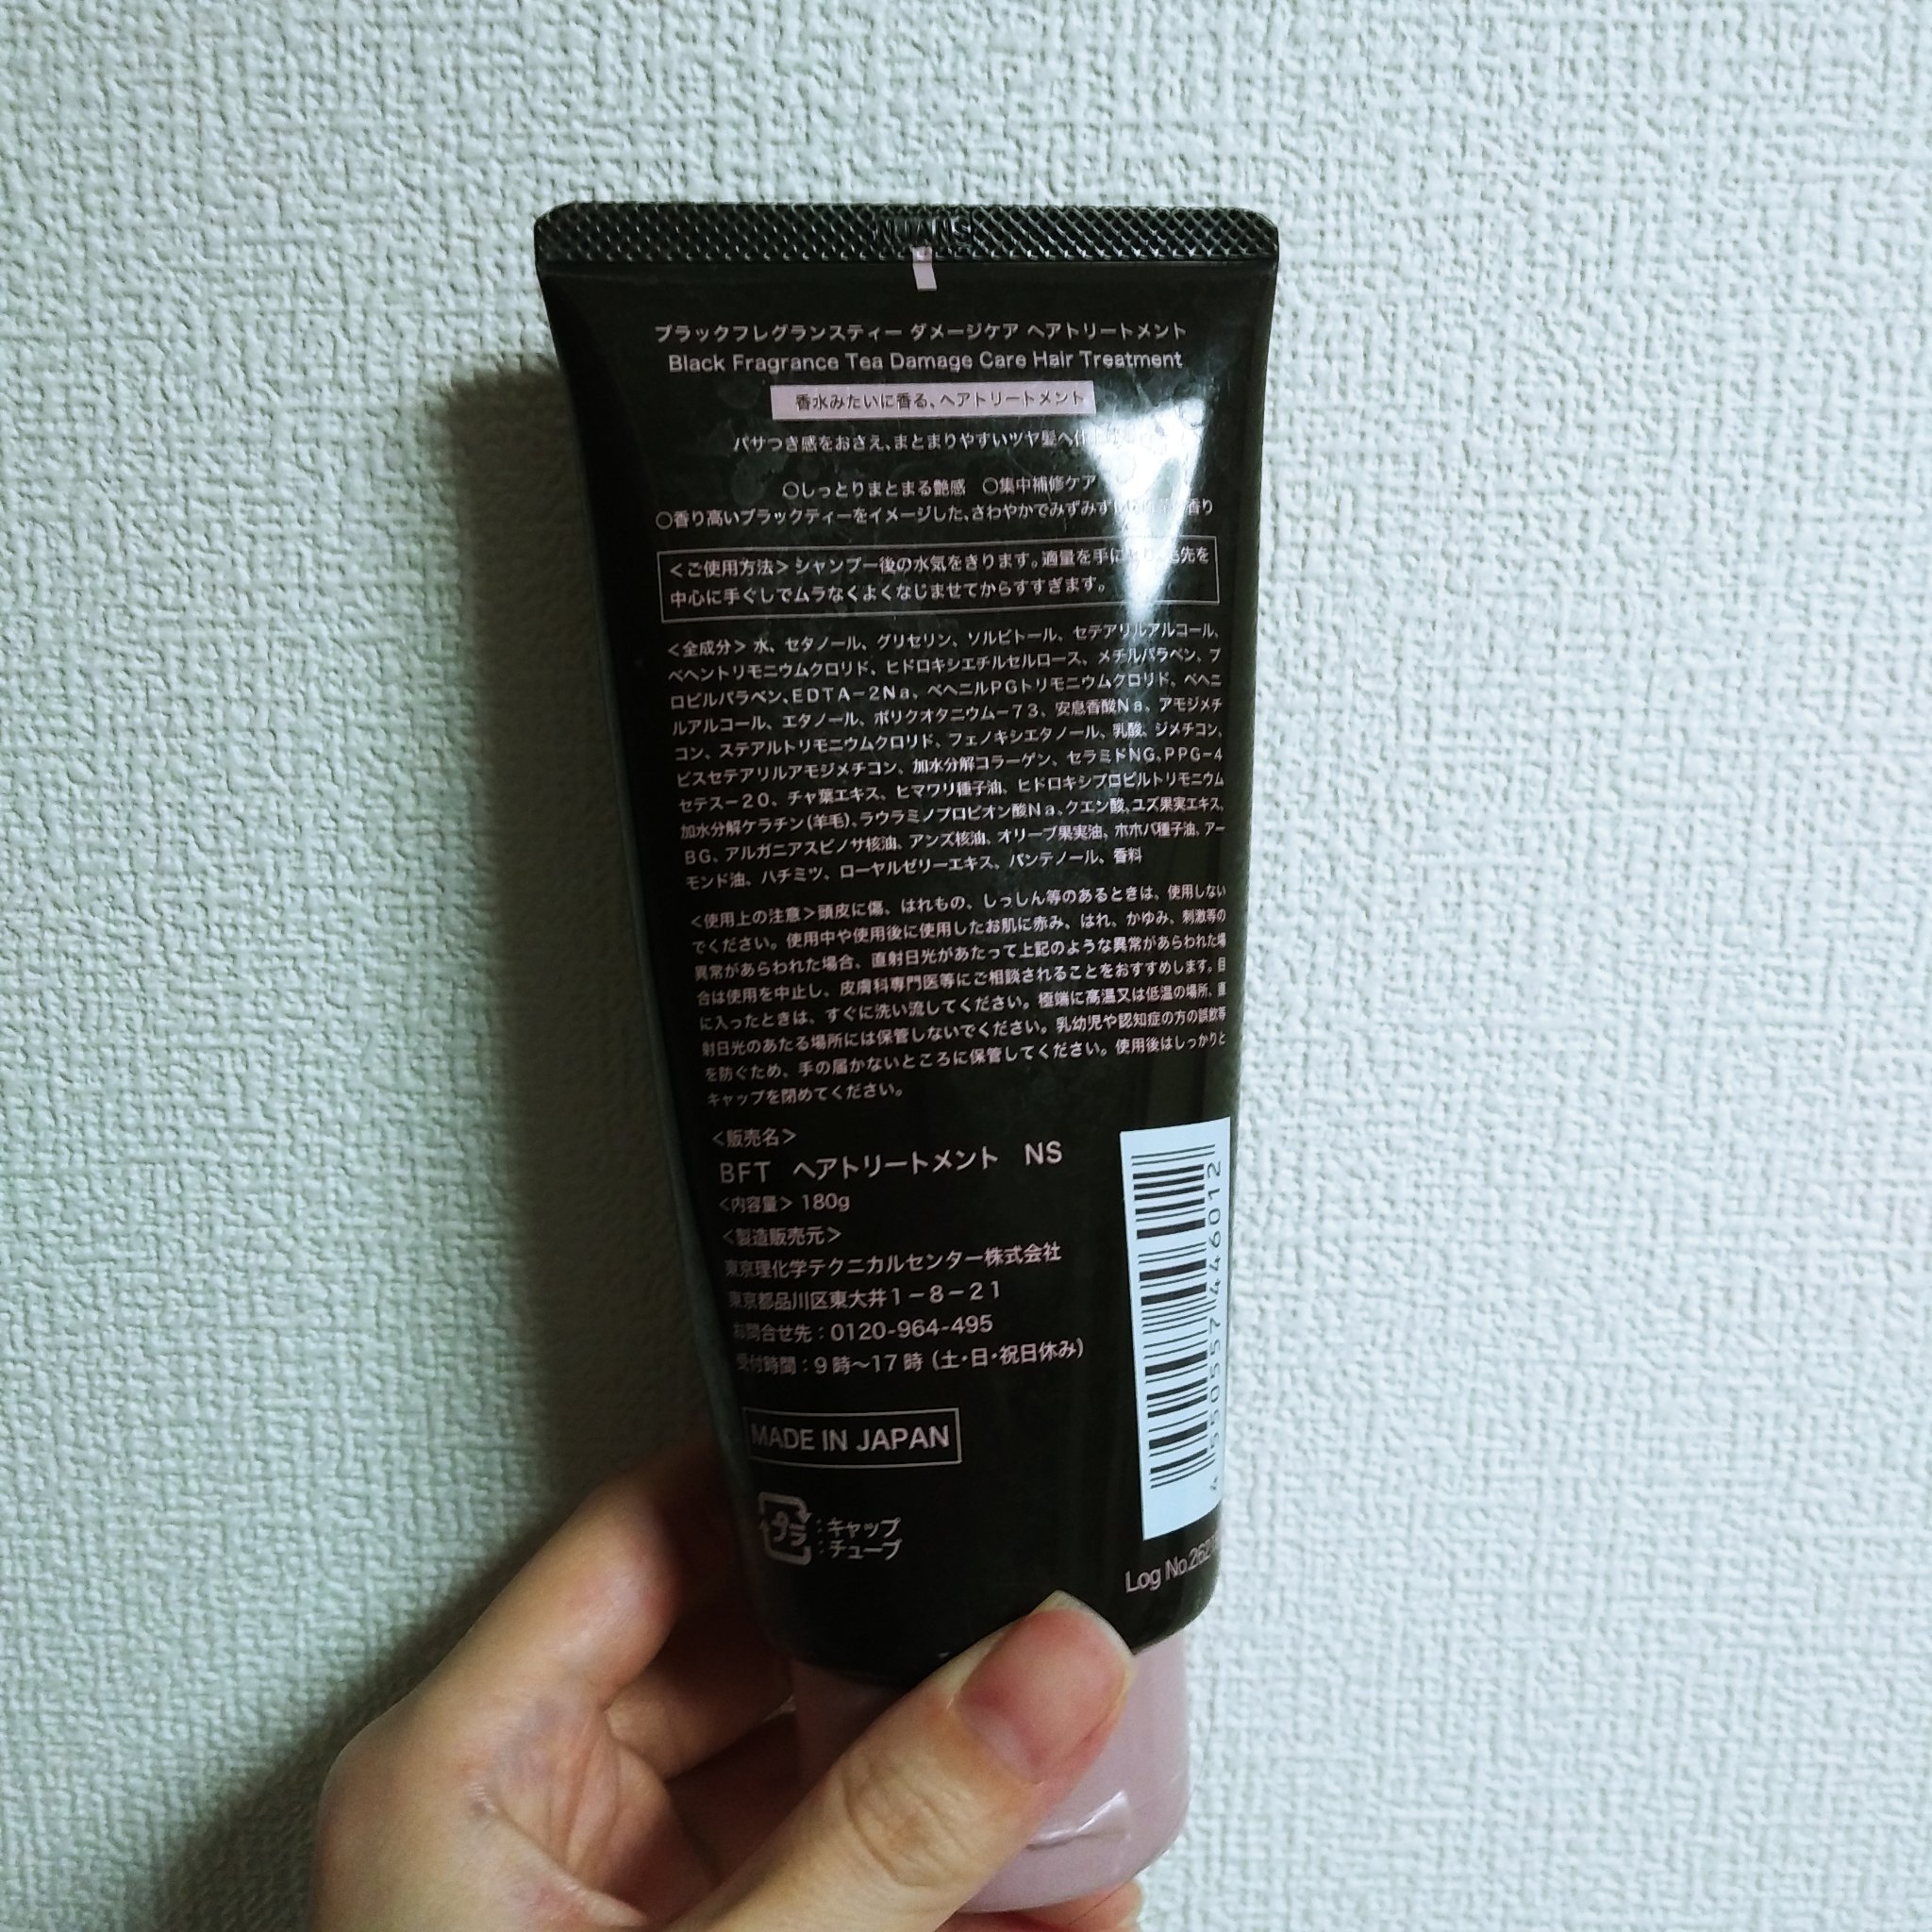 NUANS
ブラックフレグランスティー ダメージケア ヘアトリートメント
Black Fragrance Tea Damage Care Hair Treatment
香水みたいに香る、ヘアトリートメント
パサつき感をおさえ、まとまりやすいツヤ髪へ
○しっとりまとまる艶感 ○集中補修ケア
○香り高いブラックティーをイメージした、さわやかでみずみず 香り
＜ご使用方法＞シャンプー後の水気をきります。適量を手に 毛先を
中心に手ぐしでムラなくよくなじませてからすすぎます。
＜全成分＞水、セタノール、グリセリン、ソルビトール、セテアリルアルコール、
ベヘントリモニウムクロリド、ヒドロキシエチルセルロース、メチルパラベン、プ
ロピルパラベン、EDTA－2Na、ベヘニルPGトリモニウムクロリド、ベヘニ
ルアルコール、エタノール、ポリクオタニウム－73、安息香酸Na、アモジメチ
コン、ステアルトリモニウムクロリド、フェノキシエタノール、乳酸、ジメチコン、
ビスセテアリルアモジメチコン、加水分解コラーゲン、セラミドNG、PPG－4
セテス－20、チャ葉エキス、ヒマワリ種子油、ヒドロキシプロピルトリモニウム
加水分解ケラチン(羊毛)、ラウラミノプロピオン酸Na、クエン酸、ユズ果実エキス、
BG、アルガニアスピノサ核油、アンズ核油、オリーブ果実油、ホホバ種子油、アー
モンド油、ハチミツ、ローヤルゼリーエキス、パンテノール、香料
＜使用上の注意＞頭皮に傷、はれもの、しっしん等のあるときは、使用しない
でください。使用中や使用後に使用したお肌に赤み、はれ、かゆみ、刺激等の
異常があらわれた場合、直射日光があたって上記のような異常があらわれた場
合は使用を中止し、皮膚科専門医等にご相談されることをおすすめします。目
に入ったときは、すぐに洗い流してください。極端に高温又は低温の場所、直
射日光のあたる場所には保管しないでください。乳幼児や認知症の方の誤飲等
を防ぐため、手の届かないところに保管してください。使用後はしっかりと
キャップを閉めてください。
＜販売名＞
BFT ヘアトリートメント NS
＜内容量＞180g
＜製造販売元＞
東京理化学テクニカルセンター株式会社
東京都品川区東大井1－8－21
お問合せ先：0120-964-495
受付時間：9時～17時（土・日・祝日休み）
MADE IN JAPAN
プラ
：キャップ
：チューブ
4 550557 446012
Log No.262